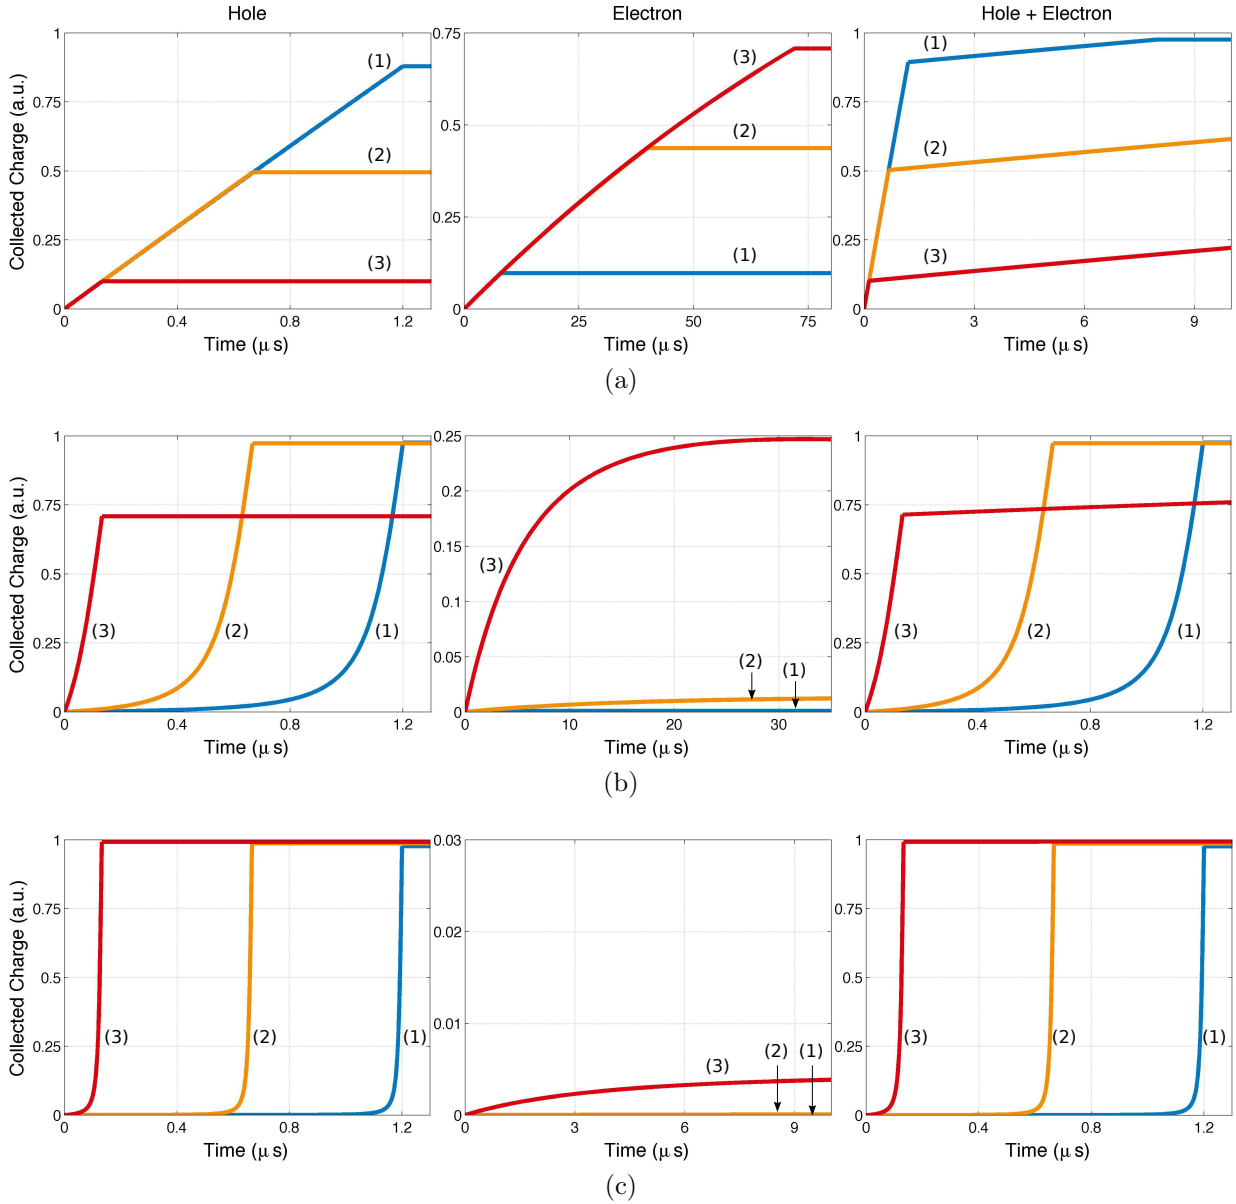 Hole Electron Hole + Electron
Collected Charge (a.u.)
1
0.75
0.5
0.25
0
(1)
(2)
(3)
0 0.4 0.8 1.2
Time (μ s)
0.75
0.5
0.25
0
(3)
(2)
(1)
0 25 50 75
Time (μ s)
1
0.75
0.5
0.25
0
(1)
(2)
(3)
0 3 6 9
Time (μ s)
(a)
Collected Charge (a.u.)
1
0.75
0.5
0.25
0
(3) (2) (1)
0 0.4 0.8 1.2
Time (μ s)
0.25
0.2
0.15
0.1
0.05
0
(3)
(2) (1)
0 10 20 30
Time (μ s)
1
0.75
0.5
0.25
0
(3) (2) (1)
0 0.4 0.8 1.2
Time (μ s)
(b)
Collected Charge (a.u.)
1
0.75
0.5
0.25
0
(3) (2) (1)
0 0.4 0.8 1.2
Time (μ s)
0.03
0.02
0.01
0
(3) (2) (1)
0 3 6 9
Time (μ s)
1
0.75
0.5
0.25
0
(3) (2) (1)
0 0.4 0.8 1.2
Time (μ s)
(c)